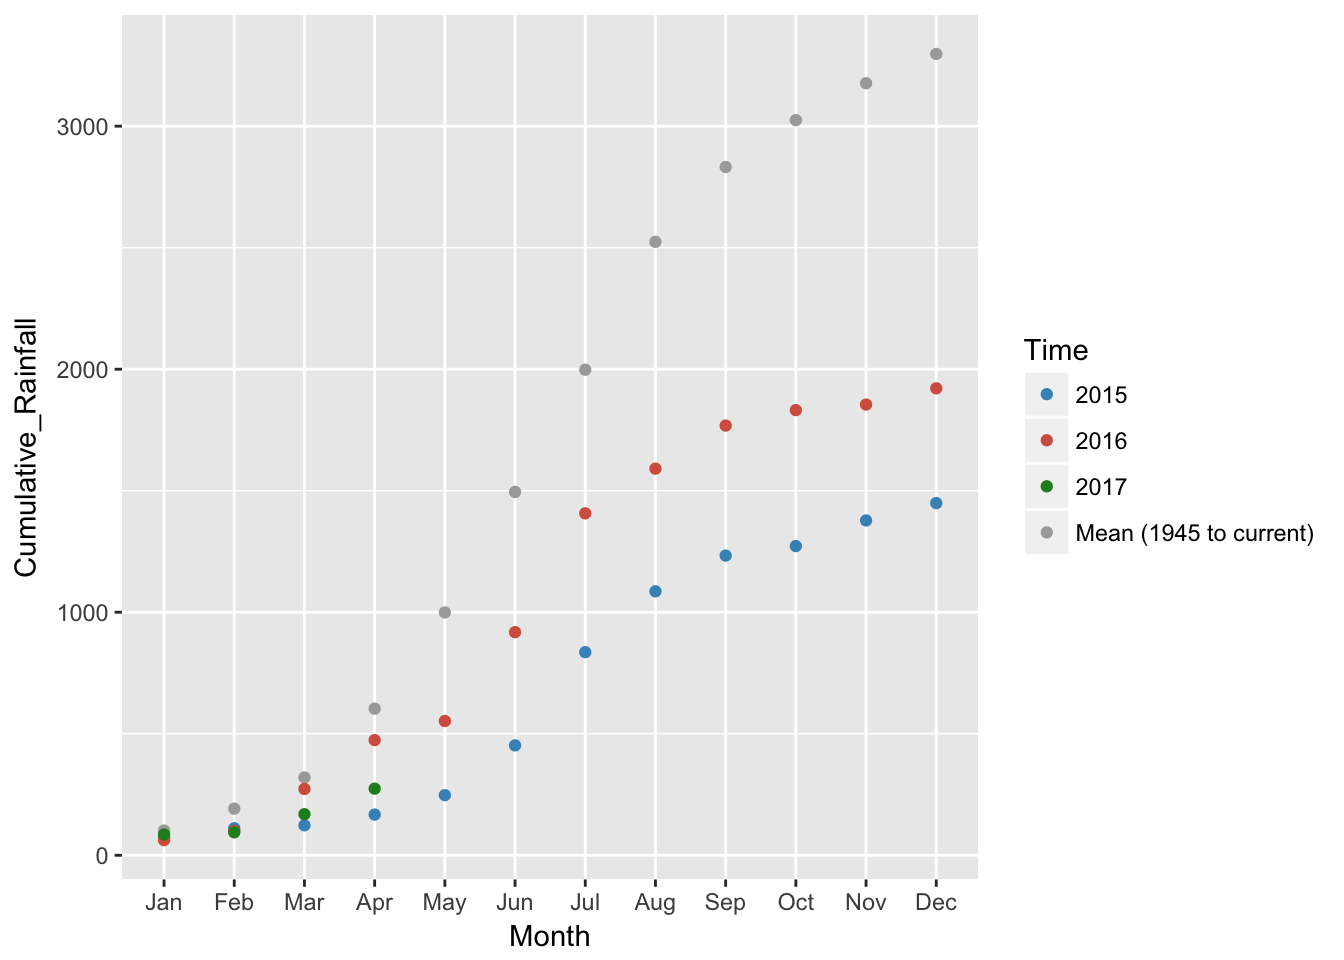 Cumulative_Rainfall
3000
2000
1000
0
Jan Feb Mar Apr May Jun Jul Aug Sep Oct Nov Dec
Month
Time
2015
2016
2017
Mean (1945 to current)